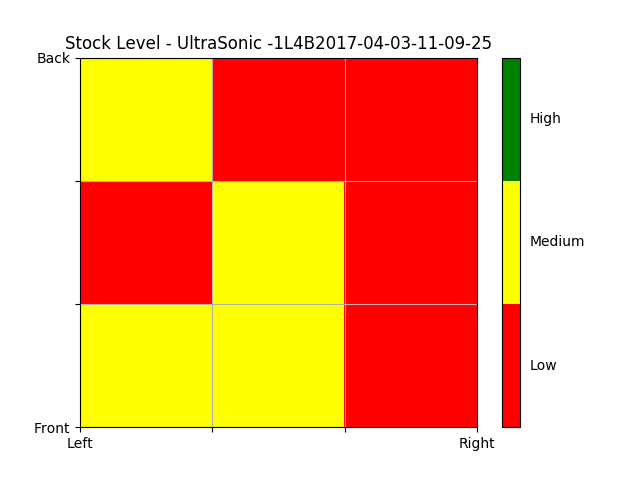 Stock Level - UltraSonic -1L4B2017-04-03-11-09-25
Back
High
Medium
Low
Front
Left
Right